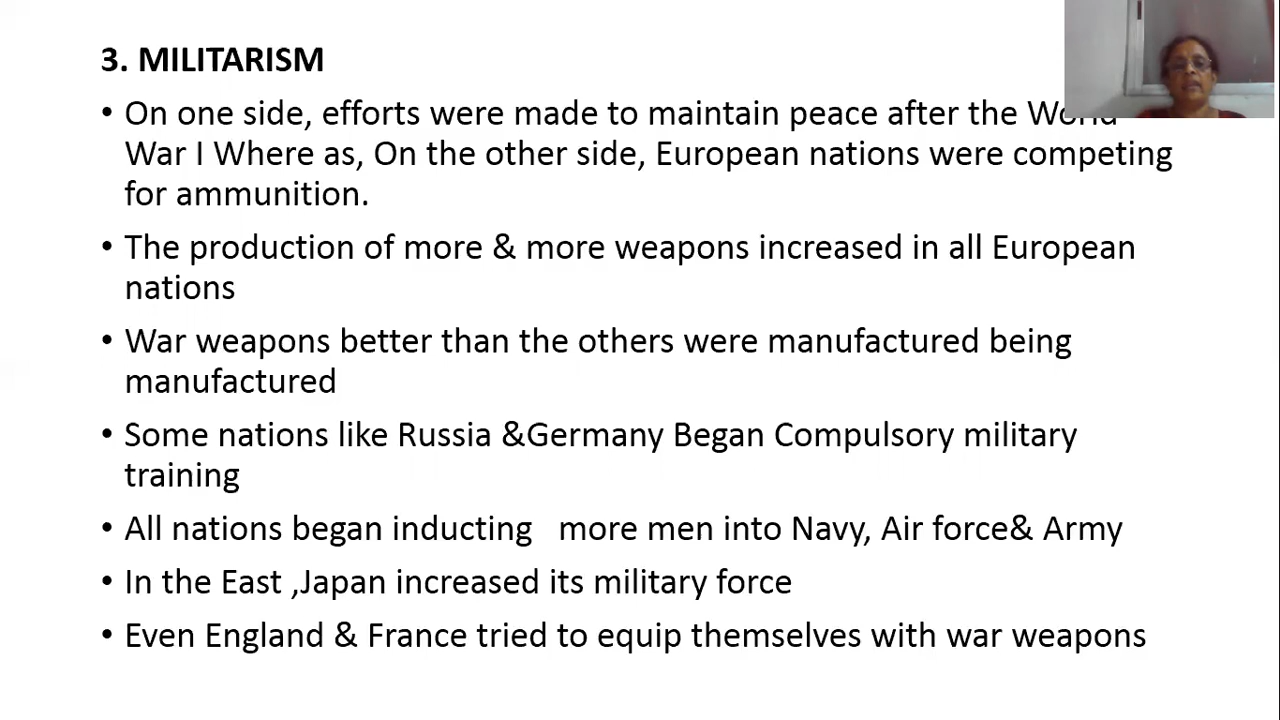 3. MILITARISM
• On one side, efforts were made to maintain peace after the World
War I Where as, On the other side, European nations were competing
for ammunition.
• The production of more & more weapons increased in all European
nations
• War weapons better than the others were manufactured being
manufactured
• Some nations like Russia &Germany Began Compulsory military
training
• All nations began inducting   more men into Navy, Air force& Army
• In the East ,Japan increased its military force
• Even England & France tried to equip themselves with war weapons